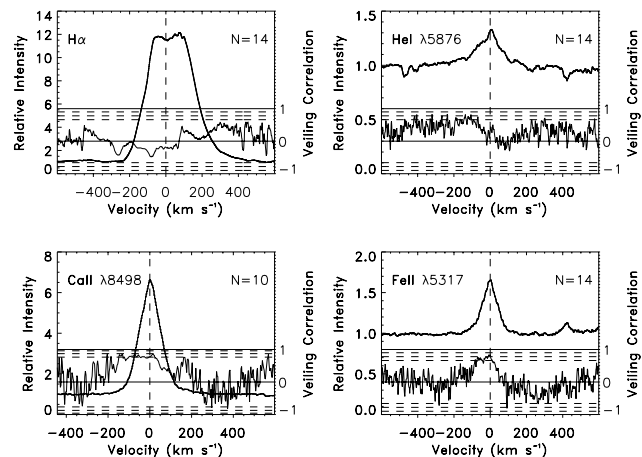 Hα N=14
14
12
10
8
6
4
2
0
1
0
−1
Relative Intensity
Veiling Correlation
−400−200 0 200 400
Velocity (km s⁻¹)
HeI λ5876 N=14
1.5
1.0
0.5
0.0
1
0
−1
Relative Intensity
Veiling Correlation
−400−200 0 200 400
Velocity (km s⁻¹)
CaII λ8498 N=10
8
6
4
2
0
1
0
−1
Relative Intensity
Veiling Correlation
−400 −200 0 200 400
Velocity (km s⁻¹)
FeII λ5317 N=14
2.0
1.5
1.0
0.5
0.0
1
0
−1
Relative Intensity
Veiling Correlation
−400 −200 0 200 400
Velocity (km s⁻¹)